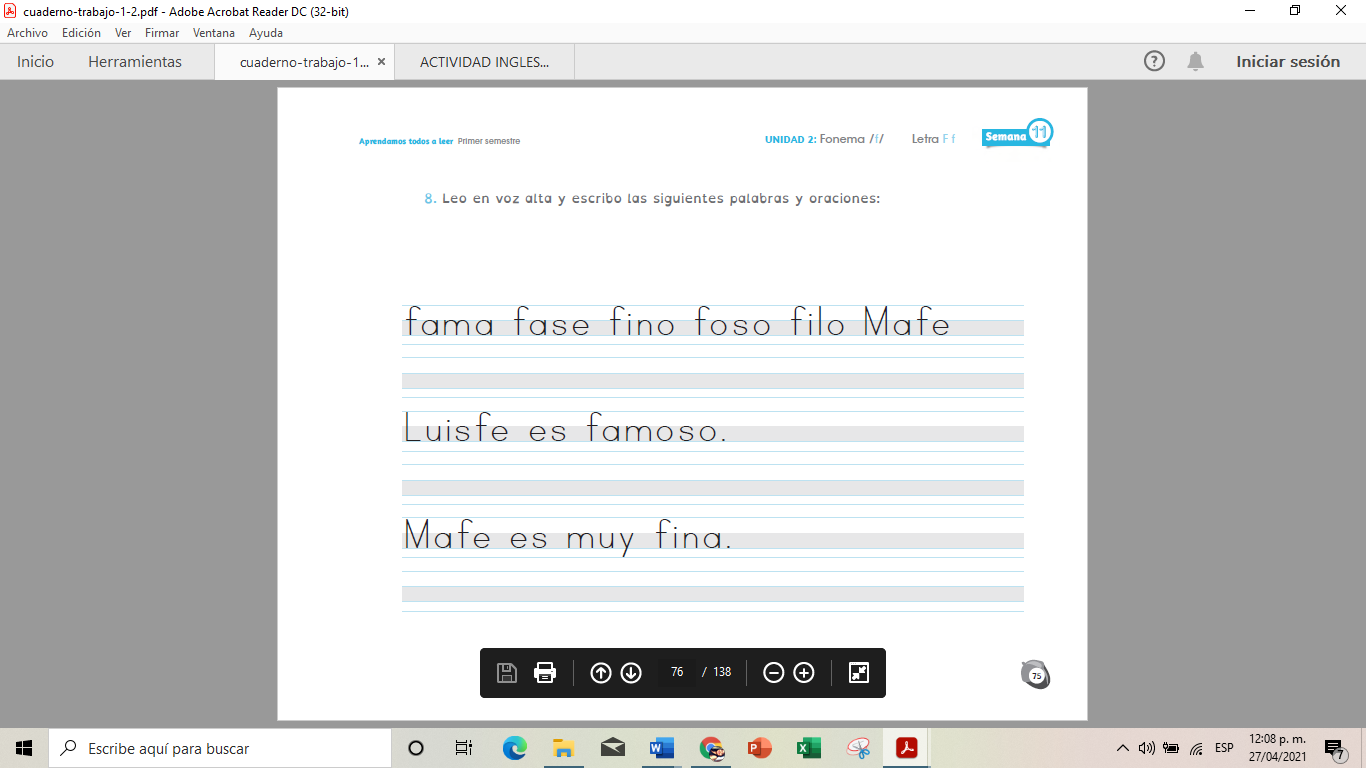 cuaderno-trabajo-1-2.pdf - Adobe Acrobat Reader DC (32-bit)
Archivo Edición Ver Firmar Ventana Ayuda
Inicio Herramientas cuaderno-trabajo-1... × ACTIVIDAD INGLES... ? Iniciar sesión
Aprendamos todos a leer Primer semestre UNIDAD 2: Fonema /f/ Letra F f Semana 11
8. Leo en voz alta y escribo las siguientes palabras y oraciones:
fama fase fino foso filo Mafe
Luisfe es famoso.
Mafe es muy fina.
76 / 138
75
Escribe aquí para buscar ESP 12:08 p. m.
27/04/2021 7